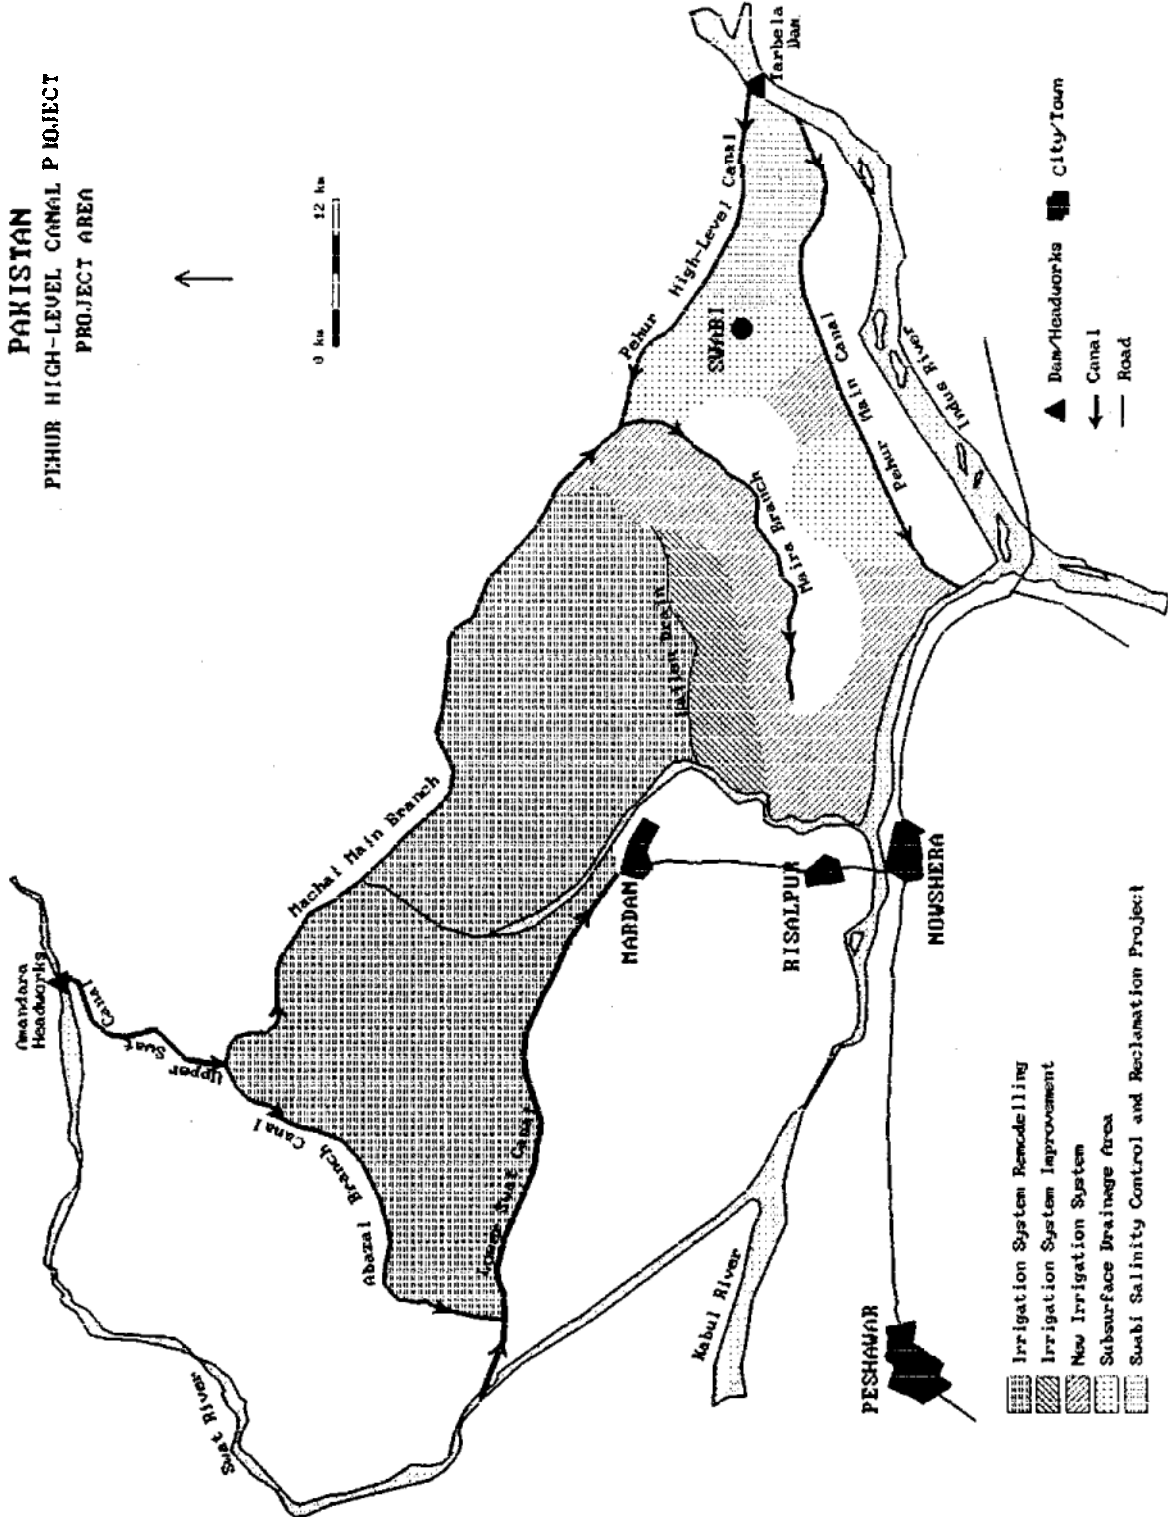 PAKISTAN
PEHUR HIGH-LEVEL CANAL PROJECT
PROJECT AREA
0 km 12 km
Amandara
Headworks
Upper Swat Canal
Machai Main Branch
Abazai Branch Canal
Lower Swat Canal
Swat River
Kabul River
Pehur High-Level Canal
Tarbela
Dam
SWABI
Pehur Main Canal
Maira Branch
Indus River
MARDAM
RISALPUR
NOWSHERA
PESHAWAR
Dam/Headworks
City/Town
Canal
Road
Irrigation System Remodelling
Irrigation System Improvement
New Irrigation System
Subsurface Drainage Area
Swabi Salinity Control and Reclamation Project